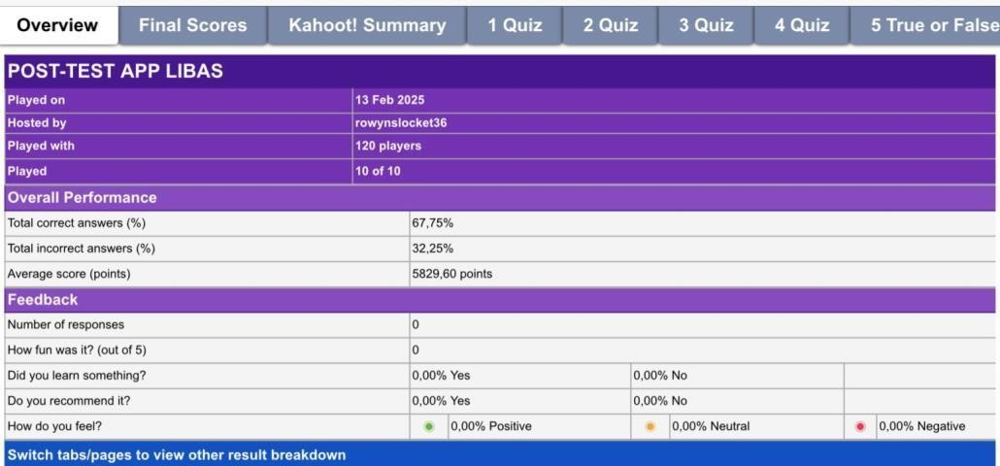 Overview Final Scores Kahoot! Summary 1 Quiz 2 Quiz 3 Quiz 4 Quiz 5 True or False
POST-TEST APP LIBAS
Played on 13 Feb 2025
Hosted by rowynslocket36
Played with 120 players
Played 10 of 10
Overall Performance
Total correct answers (%) 67,75%
Total incorrect answers (%) 32,25%
Average score (points) 5829,60 points
Feedback
Number of responses 0
How fun was it? (out of 5) 0
Did you learn something? 0,00% Yes 0,00% No
Do you recommend it? 0,00% Yes 0,00% No
How do you feel? 0,00% Positive 0,00% Neutral 0,00% Negative
Switch tabs/pages to view other result breakdown